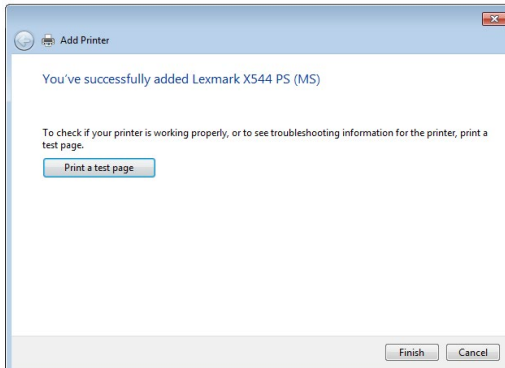 Add Printer
You've successfully added Lexmark X544 PS (MS)
To check if your printer is working properly, or to see troubleshooting information for the printer, print a
test page.
Print a test page
Finish
Cancel